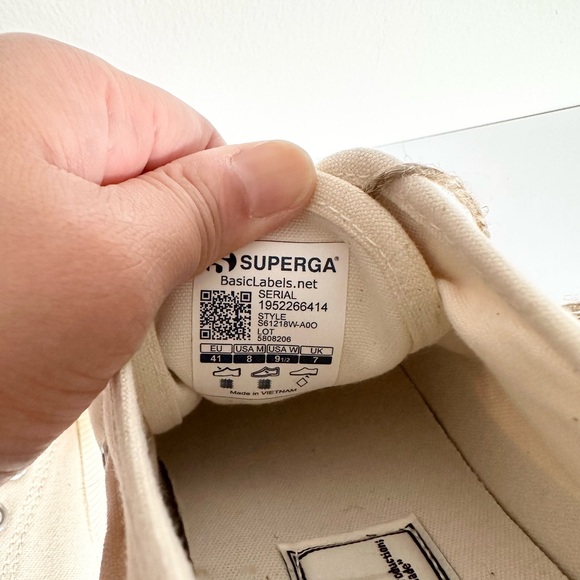 SUPERGA®
BasicLabels.net
SERIAL
1952266414
STYLE
S61218W-A0O
LOT
5808206
EU USA M USA W UK
41 8 9 1/2 7
Made in VIETNAM